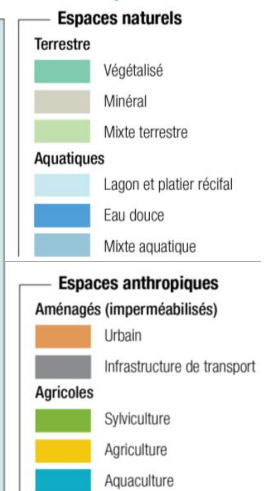 Espaces naturels
Terrestre
Végétalisé
Minéral
Mixte terrestre
Aquatiques
Lagon et platier récifal
Eau douce
Mixte aquatique
Espaces anthropiques
Aménagés (imperméabilisés)
Urbain
Infrastructure de transport
Agricoles
Sylviculture
Agriculture
Aquaculture